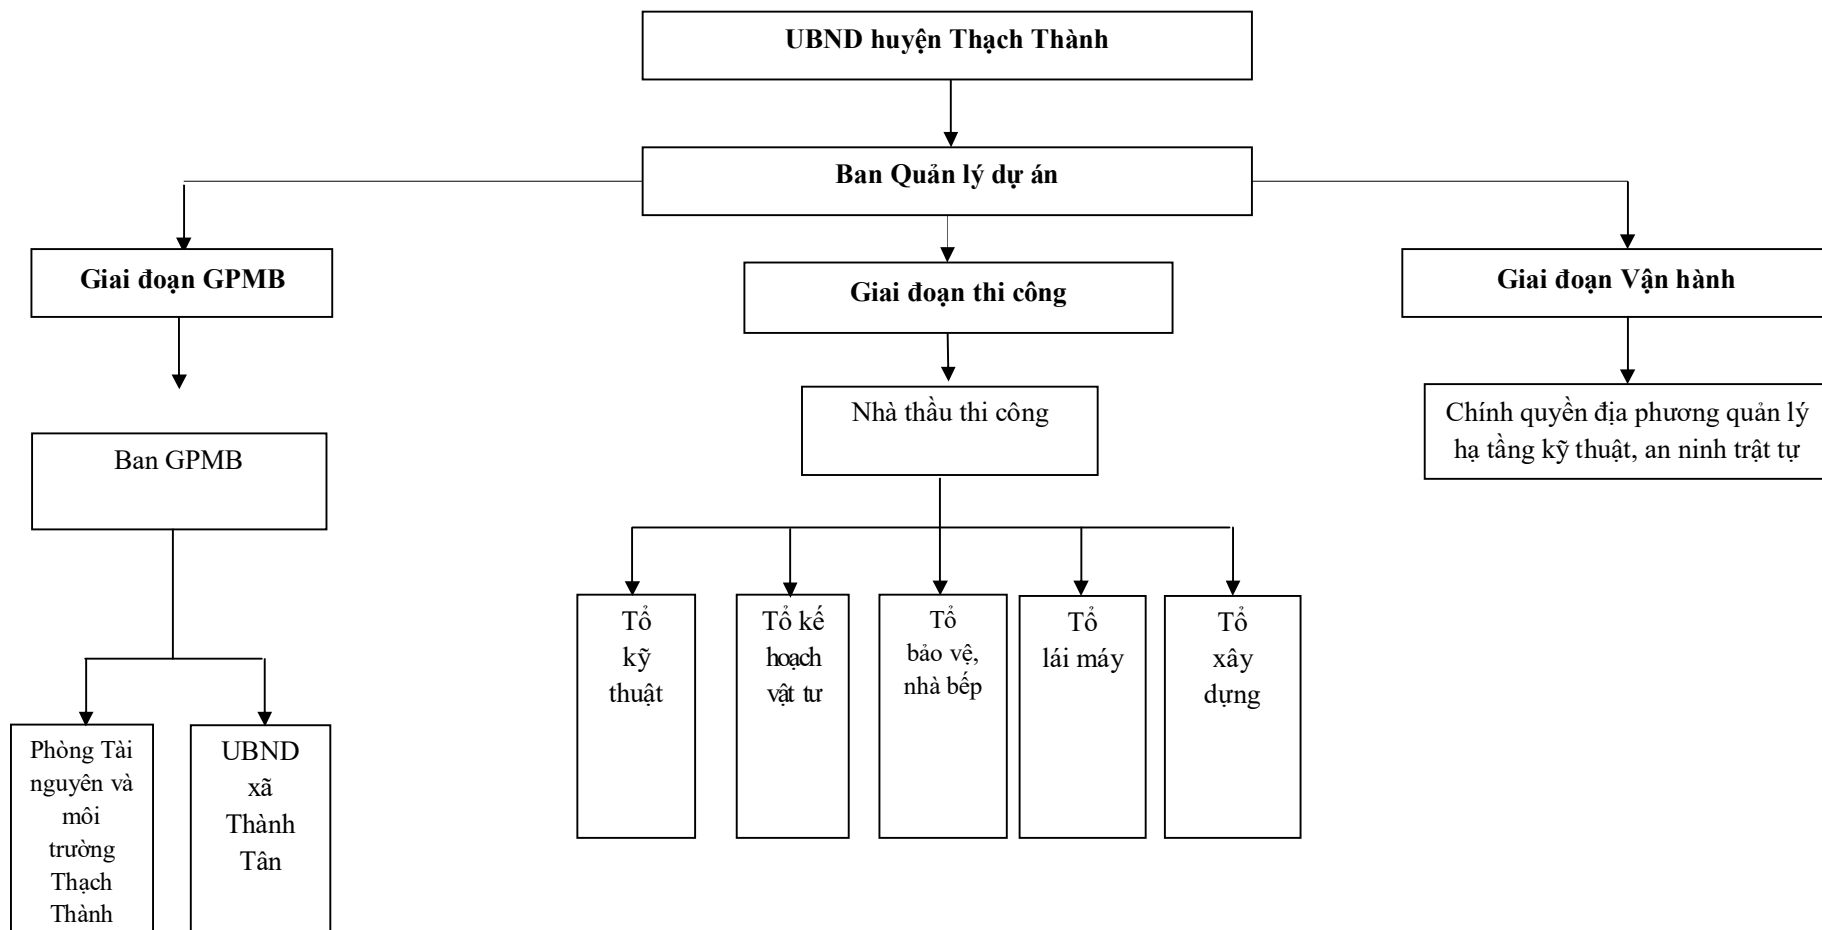 UBND huyện Thạch Thành
Ban Quản lý dự án
Giai đoạn GPMB
Giai đoạn thi công
Giai đoạn Vận hành
Ban GPMB
Nhà thầu thi công
Chính quyền địa phương quản lý
hạ tầng kỹ thuật, an ninh trật tự
Tổ
kỹ
thuật
Tổ kế
hoạch
vật tư
Tổ
bảo vệ,
nhà bếp
Tổ
lái máy
Tổ
xây
dựng
Phòng Tài
nguyên và
môi
trường
Thạch
Thành
UBND
xã
Thành
Tân